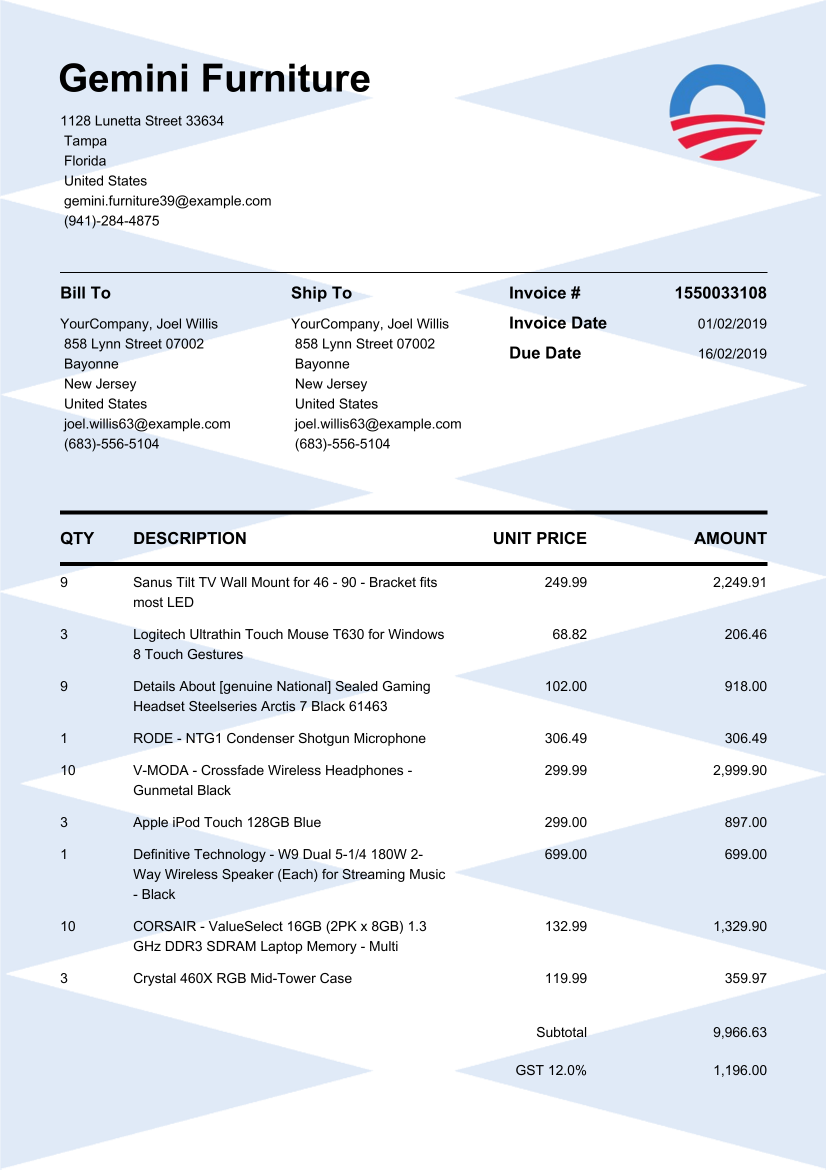 Gemini Furniture
1128 Lunetta Street 33634
Tampa
Florida
United States
gemini.furniture39@example.com
(941)-284-4875
Bill To
YourCompany, Joel Willis
858 Lynn Street 07002
Bayonne
New Jersey
United States
joel.willis63@example.com
(683)-556-5104
Ship To
YourCompany, Joel Willis
858 Lynn Street 07002
Bayonne
New Jersey
United States
joel.willis63@example.com
(683)-556-5104
Invoice # 1550033108
Invoice Date 01/02/2019
Due Date 16/02/2019
QTY DESCRIPTION UNIT PRICE AMOUNT
9 Sanus Tilt TV Wall Mount for 46 - 90 - Bracket fits 249.99 2,249.91
most LED
3 Logitech Ultrathin Touch Mouse T630 for Windows 68.82 206.46
8 Touch Gestures
9 Details About [genuine National] Sealed Gaming 102.00 918.00
Headset Steelseries Arctis 7 Black 61463
1 RODE - NTG1 Condenser Shotgun Microphone 306.49 306.49
10 V-MODA - Crossfade Wireless Headphones - 299.99 2,999.90
Gunmetal Black
3 Apple iPod Touch 128GB Blue 299.00 897.00
1 Definitive Technology - W9 Dual 5-1/4 180W 2- 699.00 699.00
Way Wireless Speaker (Each) for Streaming Music
- Black
10 CORSAIR - ValueSelect 16GB (2PK x 8GB) 1.3 132.99 1,329.90
GHz DDR3 SDRAM Laptop Memory - Multi
3 Crystal 460X RGB Mid-Tower Case 119.99 359.97
Subtotal 9,966.63
GST 12.0% 1,196.00